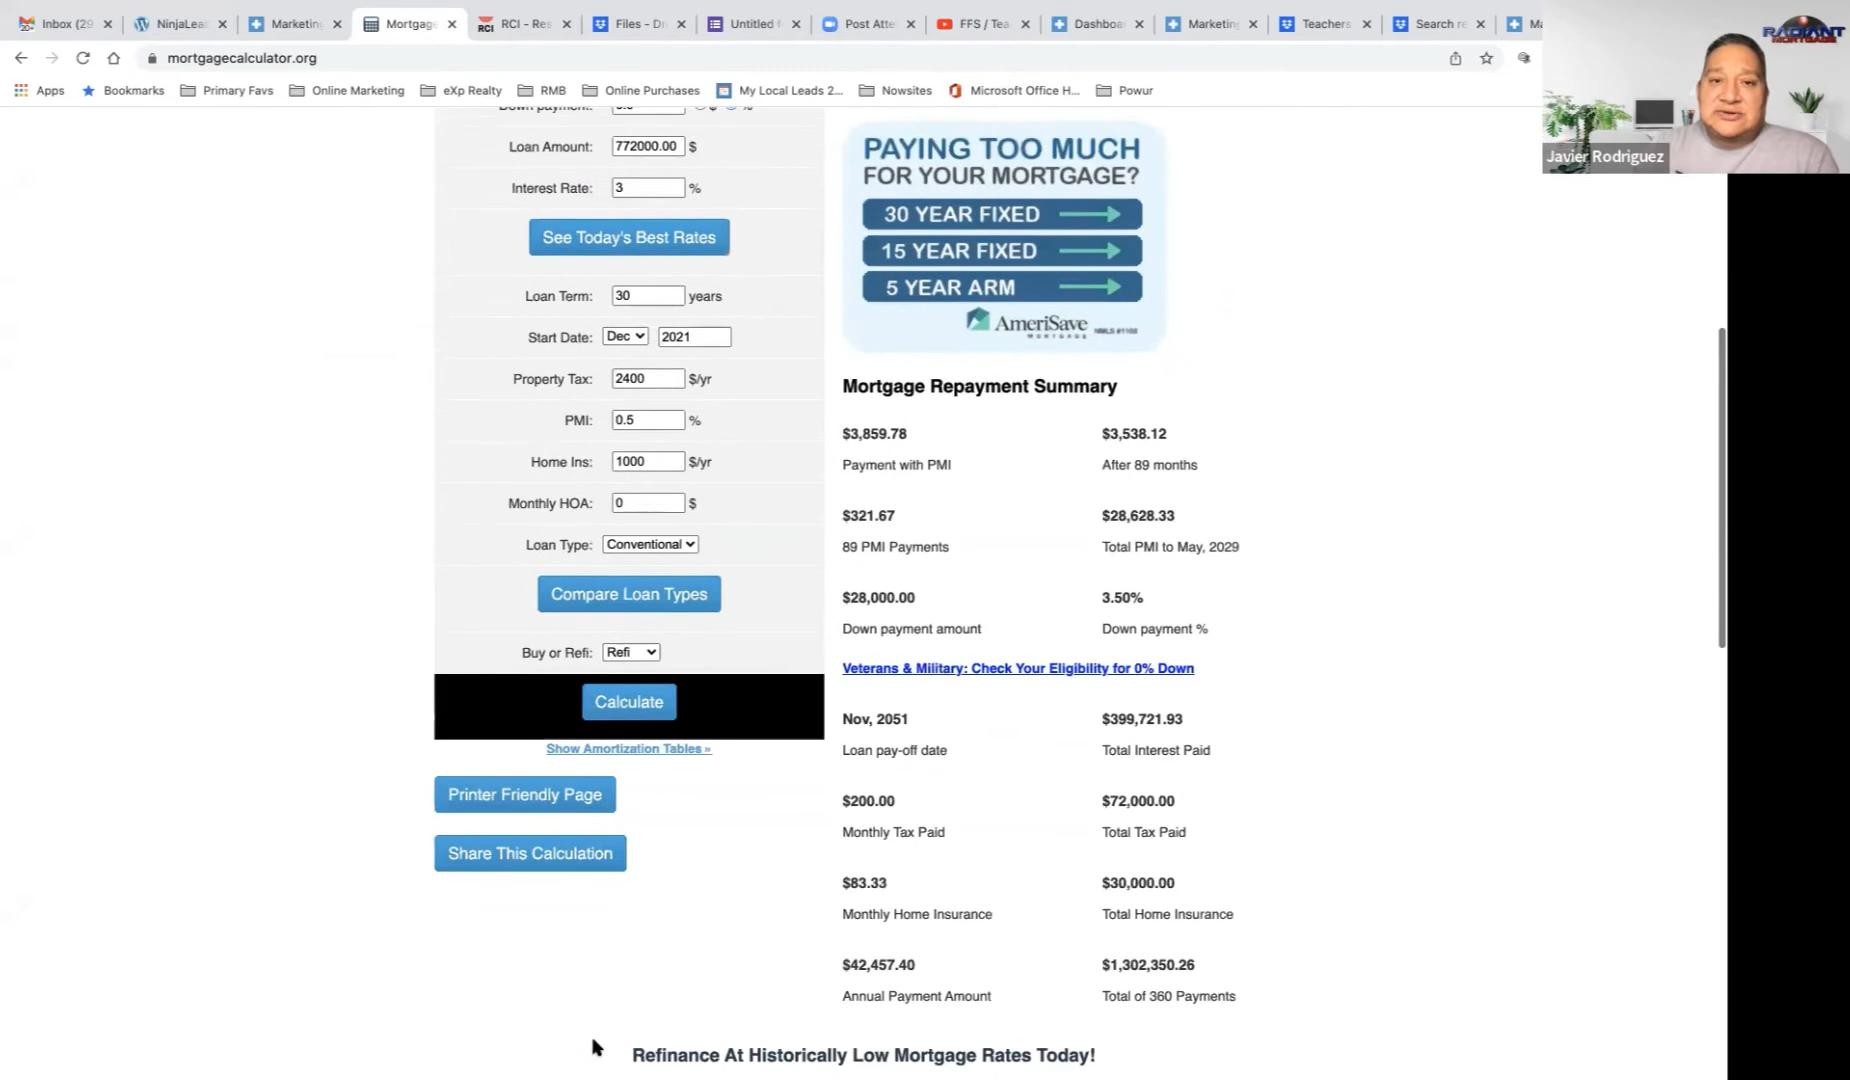 Inbox (29
NinjaLea
Marketing
Mortgage
RCI - Res
Files - Dr
Untitled f
Post Atte
FFS / Tea
Dashboa
Marketing
Teachers
Search re
Ma
mortgagecalculator.org
Apps
Bookmarks
Primary Favs
Online Marketing
eXp Realty
RMB
Online Purchases
My Local Leads 2...
Nowsites
Microsoft Office H...
Powur
RADIANT
MORTGAGE
Javier Rodriguez
Loan Amount: 772000.00 $
Interest Rate: 3 %
See Today's Best Rates
Loan Term: 30 years
Start Date: Dec 2021
Property Tax: 2400 $/yr
PMI: 0.5 %
Home Ins: 1000 $/yr
Monthly HOA: 0 $
Loan Type: Conventional
Compare Loan Types
Buy or Refi: Refi
Calculate
Show Amortization Tables »
Printer Friendly Page
Share This Calculation
PAYING TOO MUCH
FOR YOUR MORTGAGE?
30 YEAR FIXED
15 YEAR FIXED
5 YEAR ARM
AmeriSave
MORTGAGE
Mortgage Repayment Summary
$3,859.78 $3,538.12
Payment with PMI After 89 months
$321.67 $28,628.33
89 PMI Payments Total PMI to May, 2029
$28,000.00 3.50%
Down payment amount Down payment %
Veterans & Military: Check Your Eligibility for 0% Down
Nov, 2051 $399,721.93
Loan pay-off date Total Interest Paid
$200.00 $72,000.00
Monthly Tax Paid Total Tax Paid
$83.33 $30,000.00
Monthly Home Insurance Total Home Insurance
$42,457.40 $1,302,350.26
Annual Payment Amount Total of 360 Payments
Refinance At Historically Low Mortgage Rates Today!